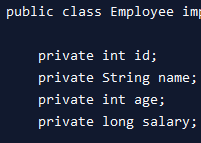 public class Employee imp
private int id;
private String name;
private int age;
private long salary;